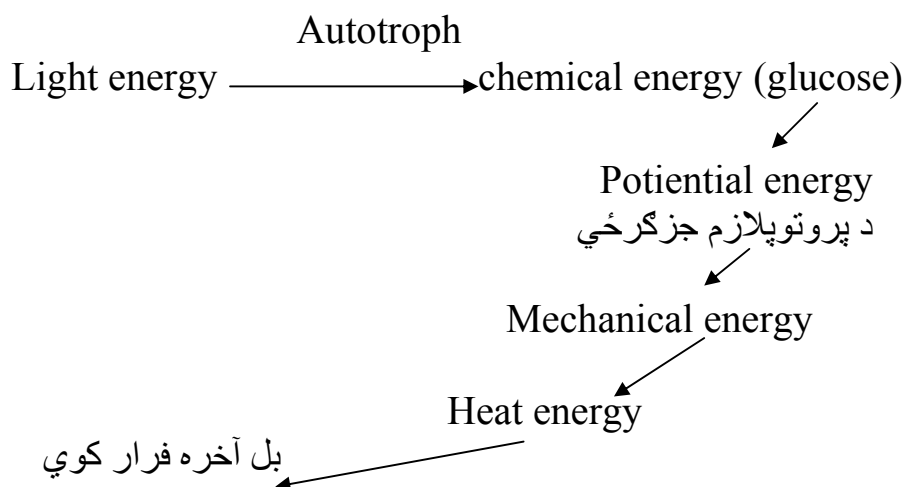 Autotroph
Light energy chemical energy (glucose)
Potiential energy
د پروتوپلازم جزګرځي
Mechanical energy
Heat energy
بل آخره فرار کوي